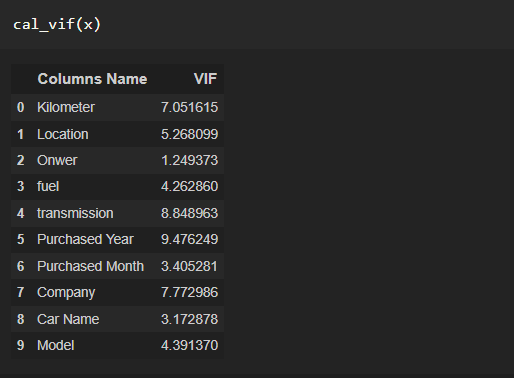 cal_vif(x)
Columns Name VIF
0 Kilometer 7.051615
1 Location 5.268099
2 Onwer 1.249373
3 fuel 4.262860
4 transmission 8.848963
5 Purchased Year 9.476249
6 Purchased Month 3.405281
7 Company 7.772986
8 Car Name 3.172878
9 Model 4.391370